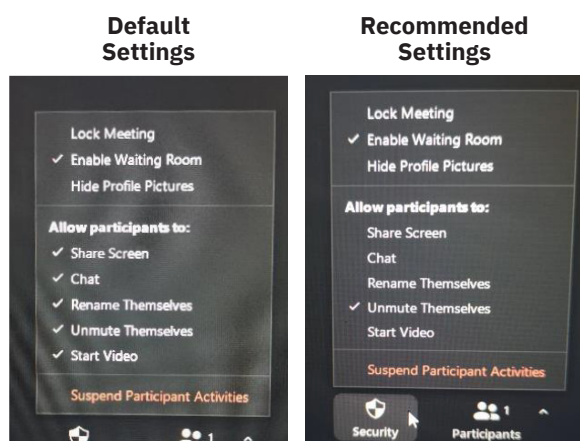 Default
Settings
Lock Meeting
✓ Enable Waiting Room
Hide Profile Pictures
Allow participants to:
✓ Share Screen
✓ Chat
✓ Rename Themselves
✓ Unmute Themselves
✓ Start Video
Suspend Participant Activities
1
Recommended
Settings
Lock Meeting
✓ Enable Waiting Room
Hide Profile Pictures
Allow participants to:
Share Screen
Chat
Rename Themselves
✓ Unmute Themselves
Start Video
Suspend Participant Activities
1
Security
Participants